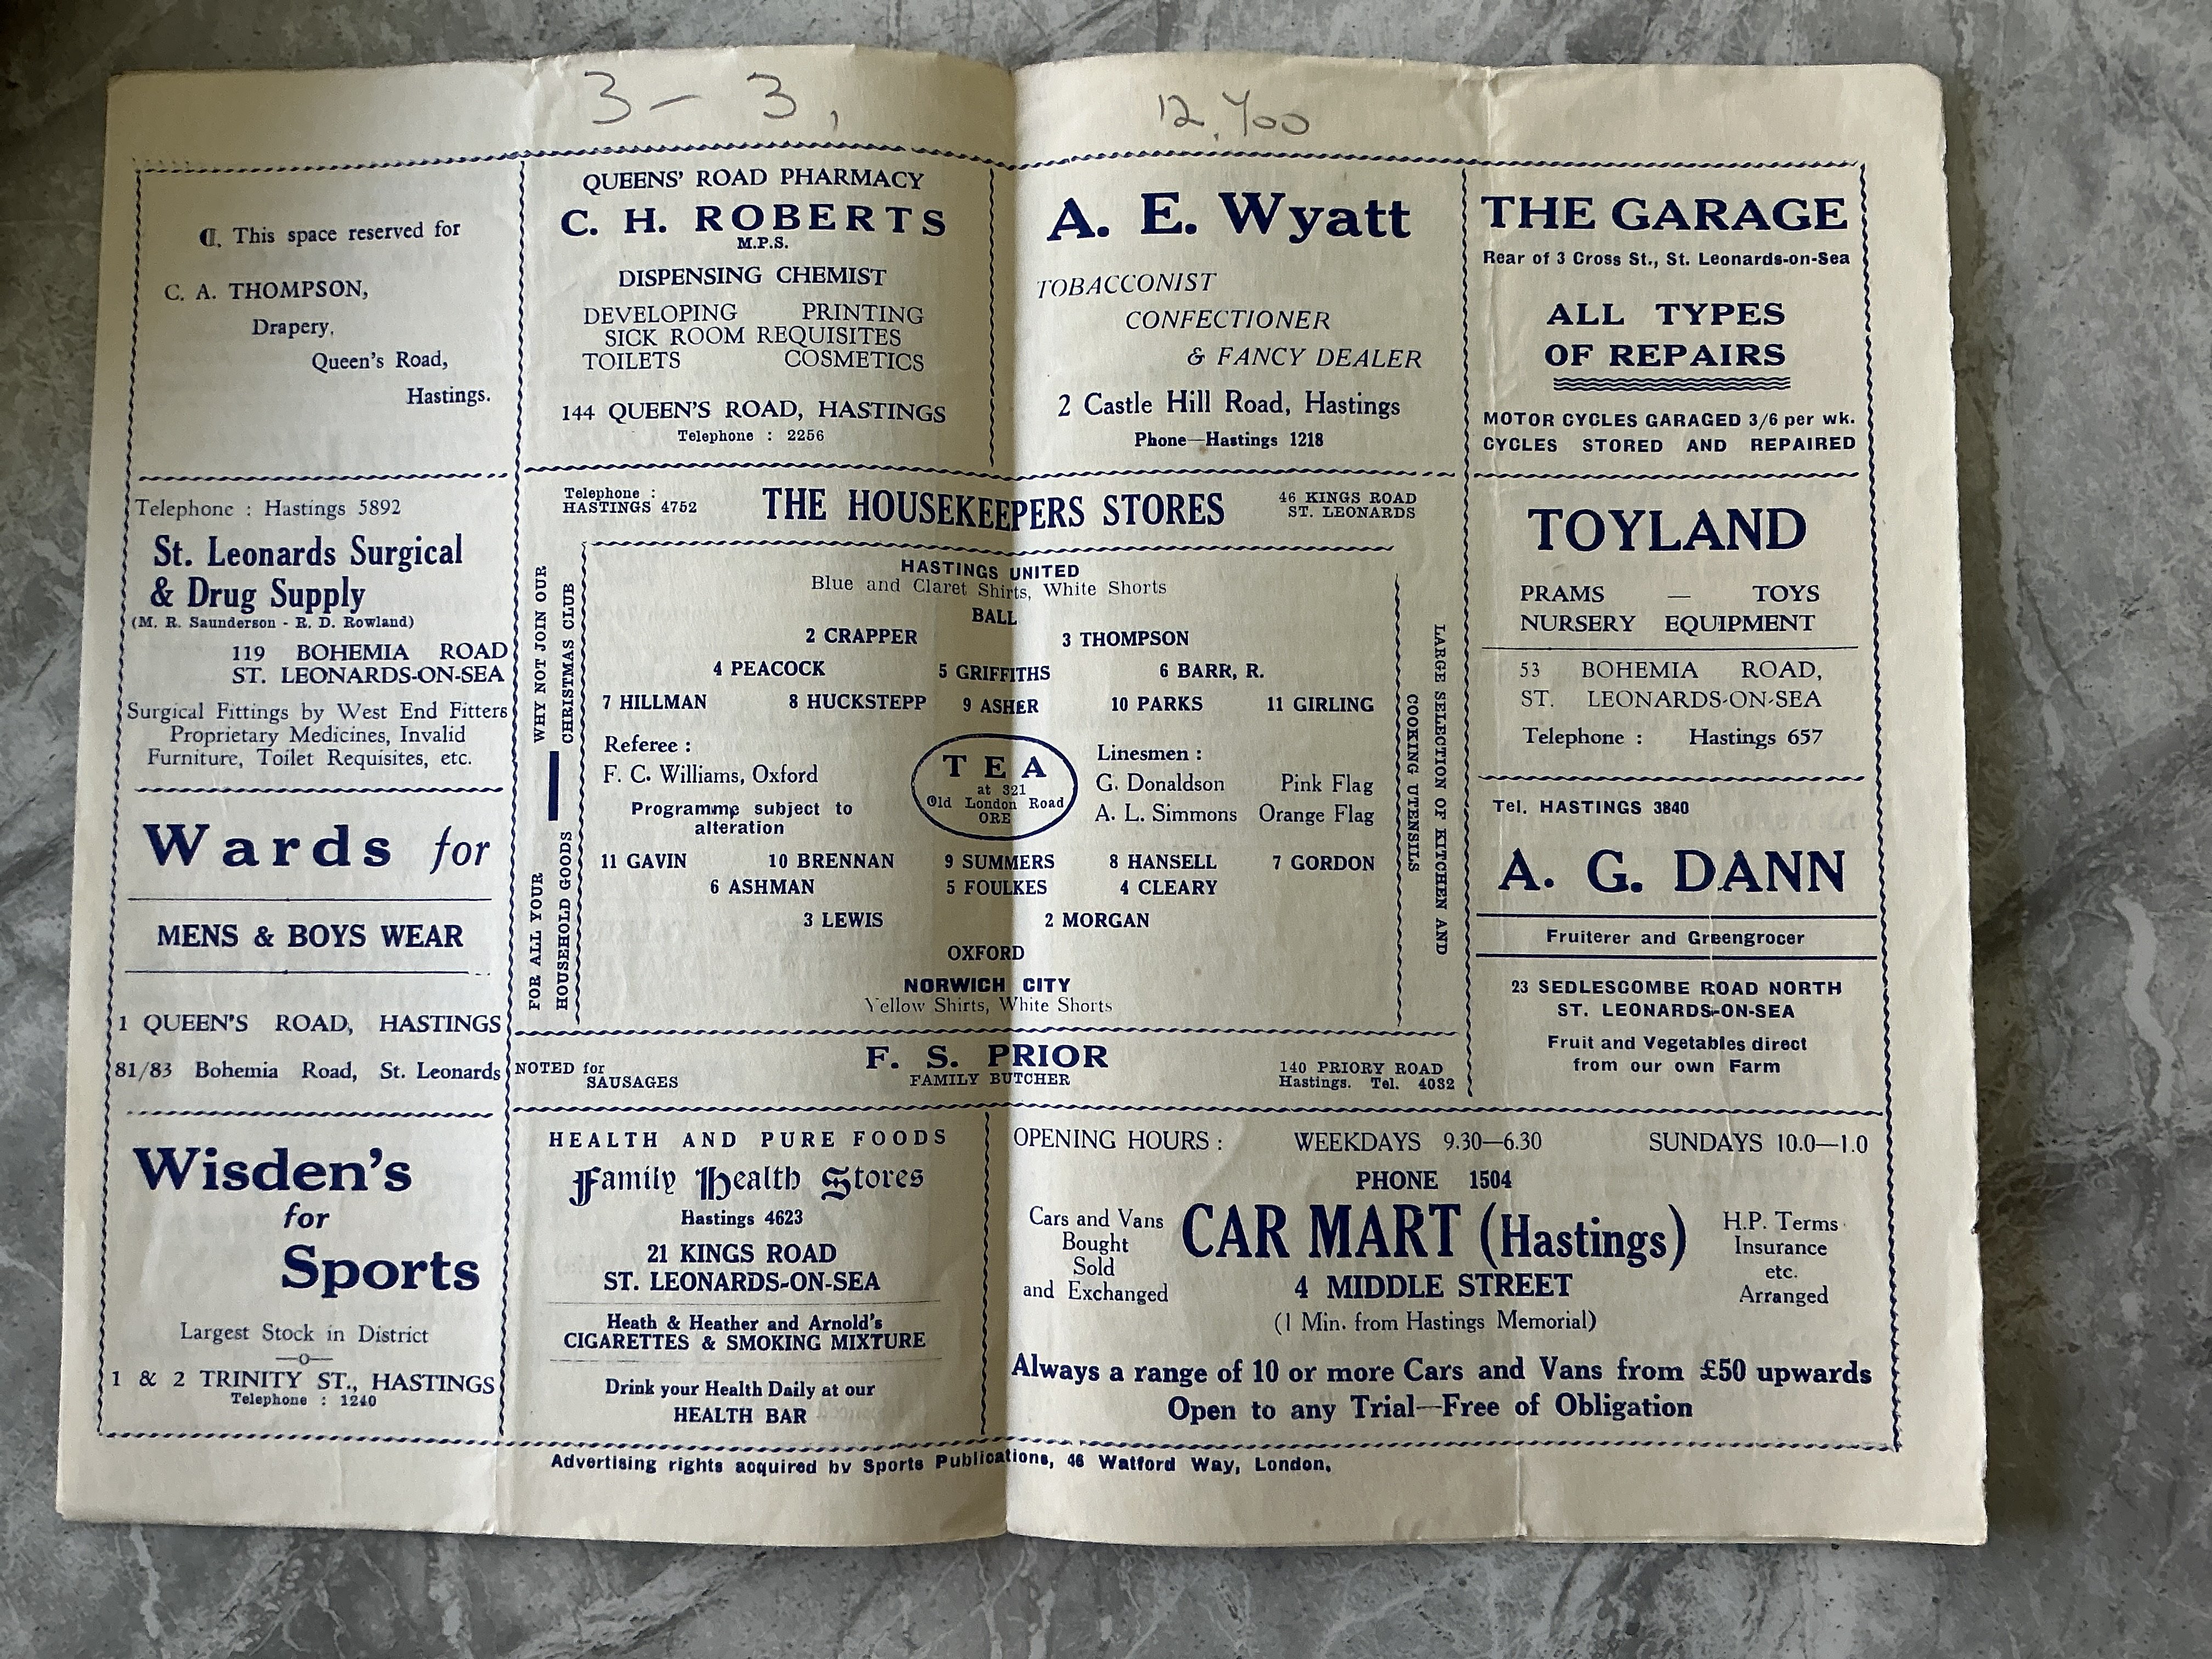 3 - 3,
12,400
This space reserved for
C. A. THOMPSON,
Drapery,
Queen's Road,
Hastings.
QUEENS' ROAD PHARMACY
C. H. ROBERTS
M.P.S.
DISPENSING CHEMIST
DEVELOPING PRINTING
SICK ROOM REQUISITES
TOILETS COSMETICS
144 QUEEN'S ROAD, HASTINGS
Telephone : 2256
A. E. Wyatt
TOBACCONIST
CONFECTIONER
& FANCY DEALER
2 Castle Hill Road, Hastings
Phone—Hastings 1218
THE GARAGE
Rear of 3 Cross St., St. Leonards-on-Sea
ALL TYPES
OF REPAIRS
MOTOR CYCLES GARAGED 3/6 per wk.
CYCLES STORED AND REPAIRED
Telephone : Hastings 5892
St. Leonards Surgical
& Drug Supply
(M. R. Saunderson - R. D. Rowland)
119 BOHEMIA ROAD
ST. LEONARDS-ON-SEA
Surgical Fittings by West End Fitters
Proprietary Medicines, Invalid
Furniture, Toilet Requisites, etc.
Wards for
MENS & BOYS WEAR
1 QUEEN'S ROAD, HASTINGS
81/83 Bohemia Road, St. Leonards
Wisden's
for
Sports
Largest Stock in District
—o—
1 & 2 TRINITY ST., HASTINGS
Telephone : 1240
Telephone :
HASTINGS 4752
THE HOUSEKEEPERS STORES
46 KINGS ROAD
ST. LEONARDS
WHY NOT JOIN OUR
CHRISTMAS CLUB
FOR ALL YOUR
HOUSEHOLD GOODS
HASTINGS UNITED
Blue and Claret Shirts, White Shorts
BALL
2 CRAPPER 3 THOMPSON
4 PEACOCK 5 GRIFFITHS 6 BARR, R.
7 HILLMAN 8 HUCKSTEPP 9 ASHER 10 PARKS 11 GIRLING
Referee :
F. C. Williams, Oxford
Programme subject to
alteration
TEA
at 321
Old London Road
ORE
Linesmen :
G. Donaldson Pink Flag
A. L. Simmons Orange Flag
11 GAVIN 10 BRENNAN 9 SUMMERS 8 HANSELL 7 GORDON
6 ASHMAN 5 FOULKES 4 CLEARY
3 LEWIS 2 MORGAN
OXFORD
NORWICH CITY
Yellow Shirts, White Shorts
LARGE SELECTION OF KITCHEN AND
COOKING UTENSILS
NOTED for
SAUSAGES
F. S. PRIOR
FAMILY BUTCHER
140 PRIORY ROAD
Hastings. Tel. 4032
TOYLAND
PRAMS — TOYS
NURSERY EQUIPMENT
53 BOHEMIA ROAD,
ST. LEONARDS-ON-SEA
Telephone : Hastings 657
Tel. HASTINGS 3840
A. G. DANN
Fruiterer and Greengrocer
23 SEDLESCOMBE ROAD NORTH
ST. LEONARDS-ON-SEA
Fruit and Vegetables direct
from our own Farm
HEALTH AND PURE FOODS
Family Health Stores
Hastings 4623
21 KINGS ROAD
ST. LEONARDS-ON-SEA
Heath & Heather and Arnold's
CIGARETTES & SMOKING MIXTURE
Drink your Health Daily at our
HEALTH BAR
OPENING HOURS : WEEKDAYS 9.30—6.30 SUNDAYS 10.0—1.0
PHONE 1504
Cars and Vans
Bought
Sold
and Exchanged
CAR MART (Hastings)
4 MIDDLE STREET
(1 Min. from Hastings Memorial)
H.P. Terms
Insurance
etc.
Arranged
Always a range of 10 or more Cars and Vans from £50 upwards
Open to any Trial—Free of Obligation
Advertising rights acquired by Sports Publications, 46 Watford Way, London,